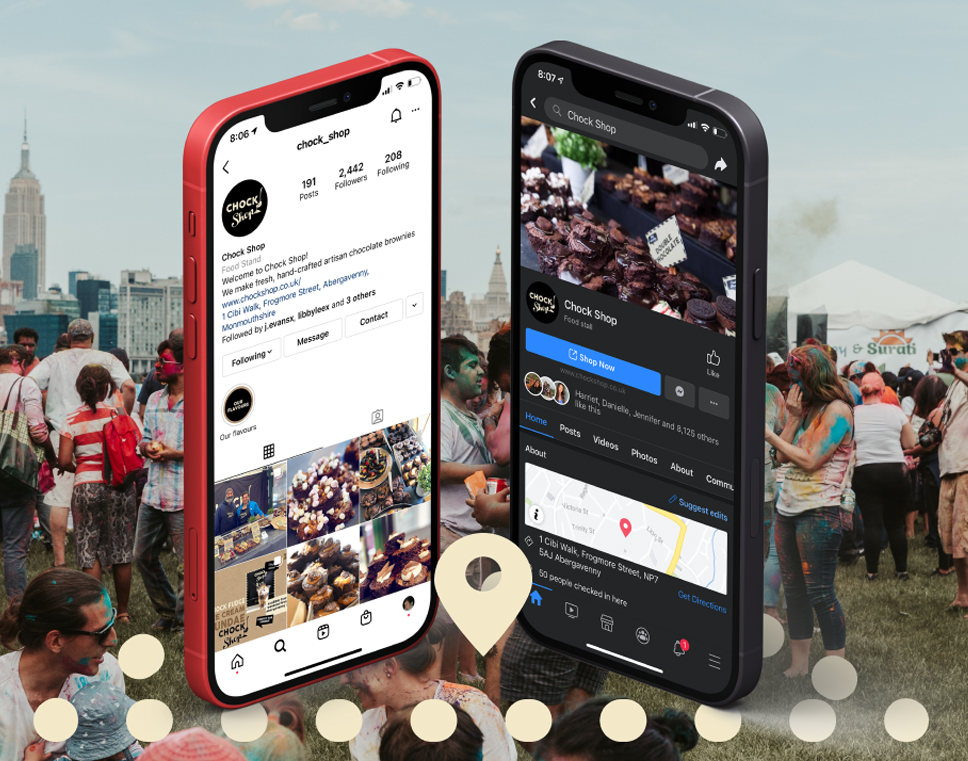 8:06
chock_shop
CHOCK
Shop
191
Posts
2,442
Followers
208
Following
Chock Shop
Food Stand
Welcome to Chock Shop!
We make fresh, hand-crafted artisan chocolate brownies
www.chockshop.co.uk/
1 Cibi Walk, Frogmore Street, Abergavenny,
Monmouthshire
Followed by j.evansx, libbyleex and 3 others
Following
Message
Contact
OUR
FLAVOURS
Our flavours
CHOCK
Shop
8:07
Chock Shop
DOUBLE
CHOCOLATE
CHOCK
Shop
Chock Shop
Food stall
Shop Now
www.chockshop.co.uk
Like
Harriet, Danielle, Jennifer and 8,125 others
like this
Home
Posts
Videos
Photos
About
Commu
About
Suggest edits
Victoria St
Trinity St
1 Cibi Walk, Frogmore Street, NP7
5AJ Abergavenny
50 people checked in here
Get Directions
1
y & Surati